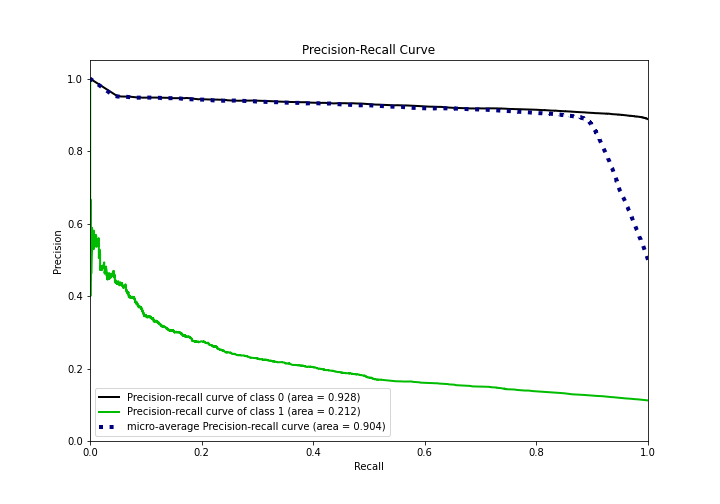 Precision-Recall Curve
1.0
0.8
0.6
0.4
0.2
0.0
Precision
Precision-recall curve of class 0 (area = 0.928)
Precision-recall curve of class 1 (area = 0.212)
micro-average Precision-recall curve (area = 0.904)
0.0 0.2 0.4 0.6 0.8 1.0
Recall